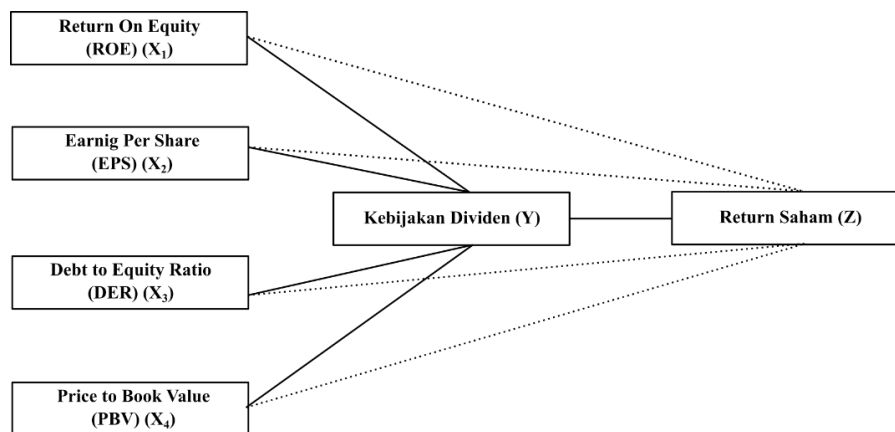 Return On Equity
(ROE) (X₁)
Earnig Per Share
(EPS) (X₂)
Kebijakan Dividen (Y)
Return Saham (Z)
Debt to Equity Ratio
(DER) (X₃)
Price to Book Value
(PBV) (X₄)